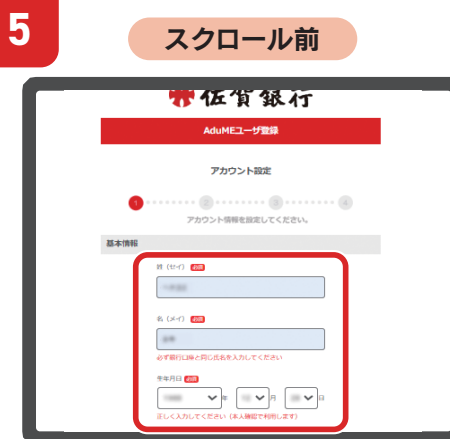 5
スクロール前
佐賀銀行
AduMEユーザ登録
アカウント設定
1 2 3 4
アカウント情報を設定してください。
基本情報
姓（セイ） 必須
名（メイ） 必須
必ず銀行口座と同じ氏名を入力してください
生年月日 必須
年 月 日
正しく入力してください（本人確認で利用します）